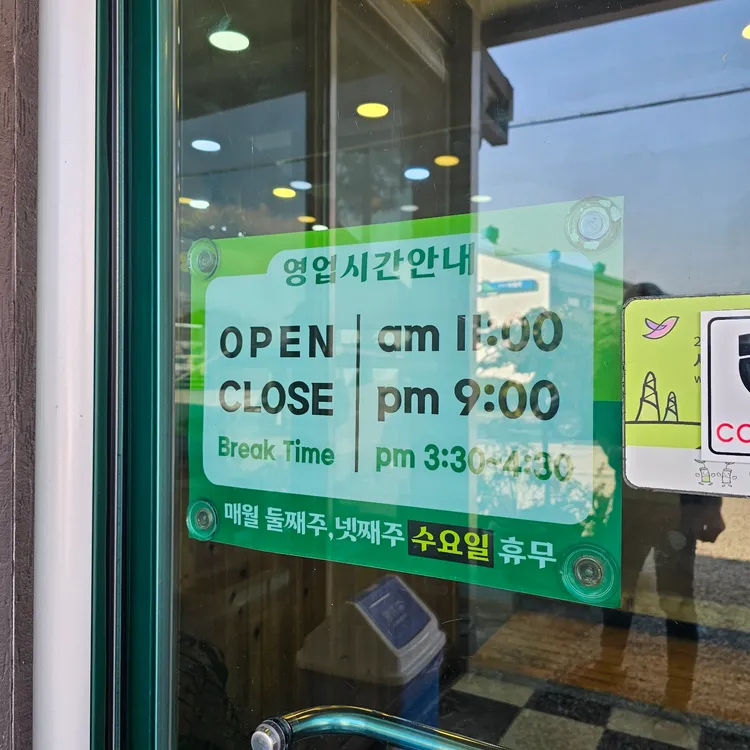 영업시간안내
OPEN am 11:00
CLOSE pm 9:00
Break Time pm 3:30~4:30
매월 둘째주,넷째주 수요일 휴무